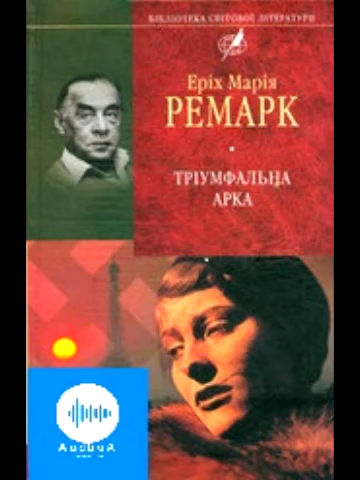 БІБЛІОТЕКА СВІТОВОЇ ЛІТЕРАТУРИ
Еріх Марія
РЕМАРК
ТРІУМФАЛЬНА
АРКА